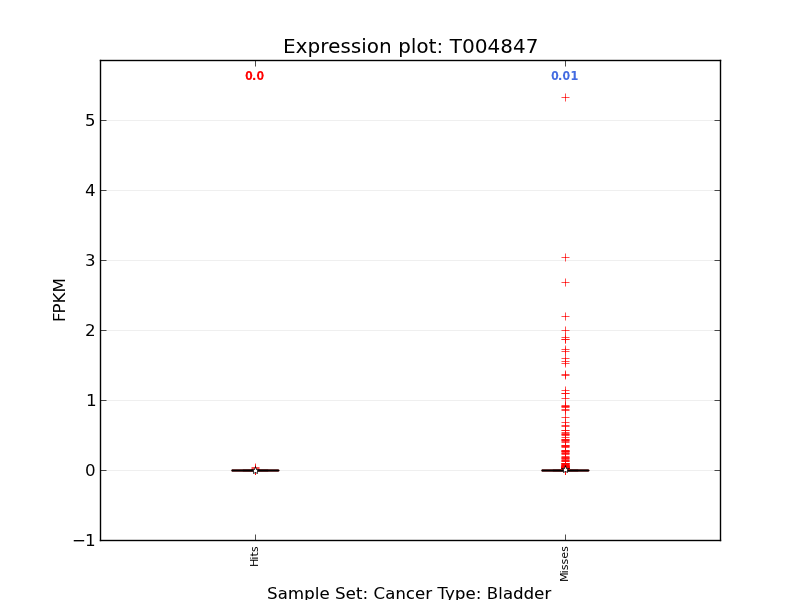 Expression plot: T004847
0.0
0.01
5
4
3
2
1
0
−1
FPKM
Hits
Misses
Sample Set: Cancer Type: Bladder